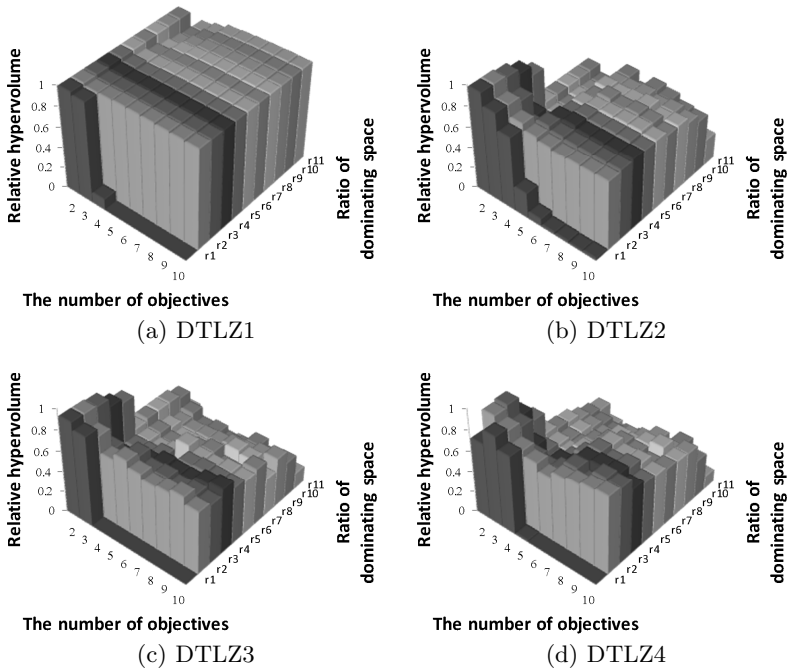 Relative hypervolume
1
0.8
0.6
0.4
0.2
0
2
3
4
5
6
7
8
9
10
r1
r2
r3
r4
r5
r6
r7
r8
r9
r10
r11
Ratio of
dominating space
The number of objectives
(a) DTLZ1
Relative hypervolume
1
0.8
0.6
0.4
0.2
0
2
3
4
5
6
7
8
9
10
r1
r2
r3
r4
r5
r6
r7
r8
r9
r10
r11
Ratio of
dominating space
The number of objectives
(b) DTLZ2
Relative hypervolume
1
0.8
0.6
0.4
0.2
0
2
3
4
5
6
7
8
9
10
r1
r2
r3
r4
r5
r6
r7
r8
r9
r10
r11
Ratio of
dominating space
The number of objectives
(c) DTLZ3
Relative hypervolume
1
0.8
0.6
0.4
0.2
0
2
3
4
5
6
7
8
9
10
r1
r2
r3
r4
r5
r6
r7
r8
r9
r10
r11
Ratio of
dominating space
The number of objectives
(d) DTLZ4